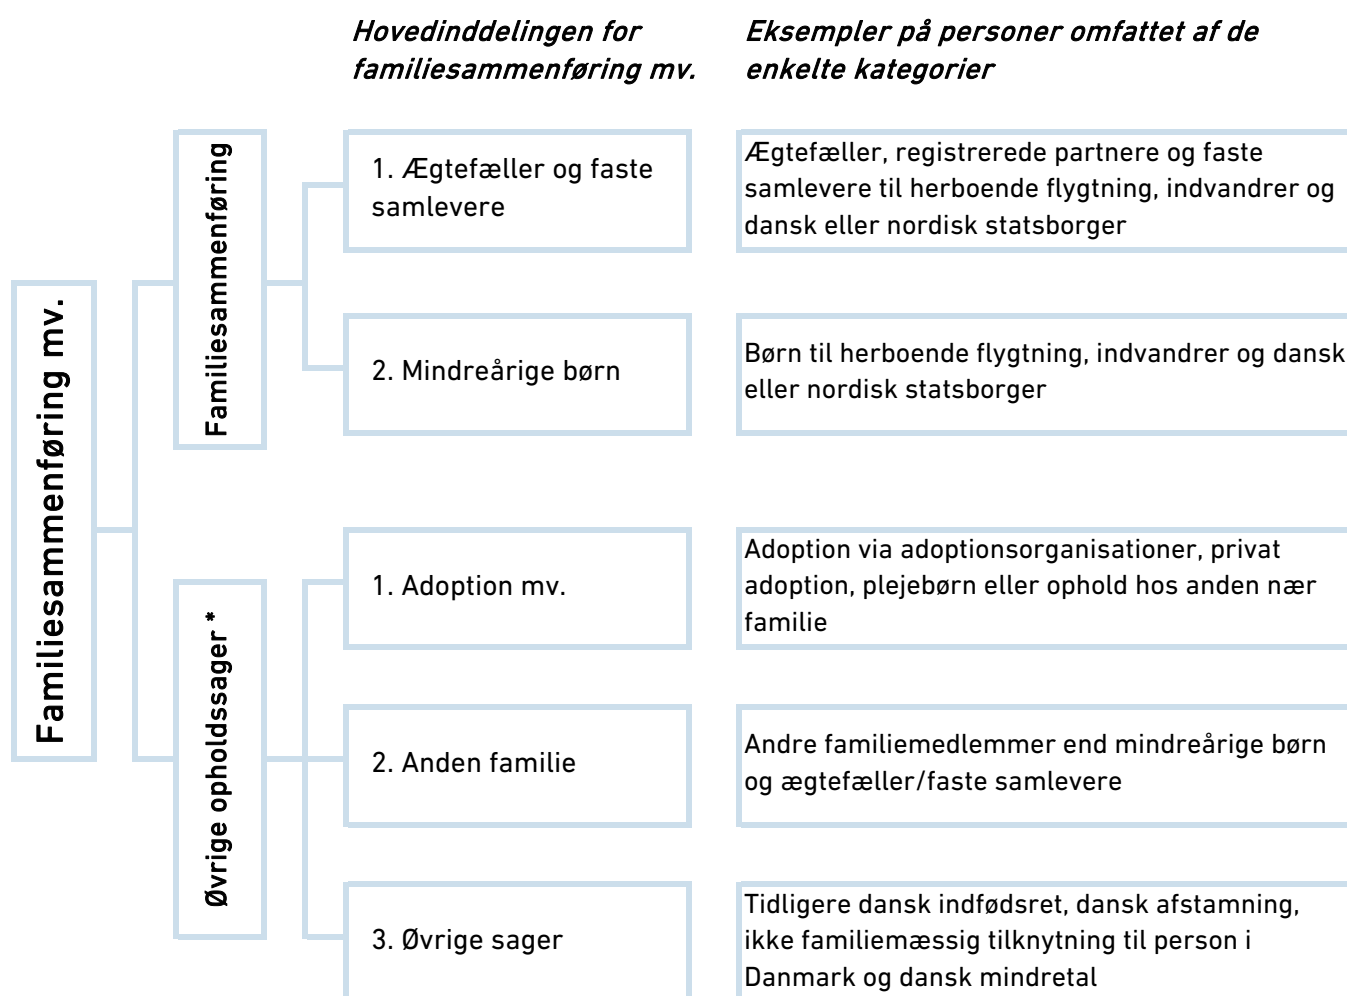 Hovedinddelingen for
familiesammenføring mv.
Eksempler på personer omfattet af de
enkelte kategorier
Familiesammenføring mv.
Familiesammenføring
1. Ægtefæller og faste
samlevere
Ægtefæller, registrerede partnere og faste
samlevere til herboende flygtning, indvandrer og
dansk eller nordisk statsborger
2. Mindreårige børn
Børn til herboende flygtning, indvandrer og dansk
eller nordisk statsborger
Øvrige opholdssager *
1. Adoption mv.
Adoption via adoptionsorganisationer, privat
adoption, plejebørn eller ophold hos anden nær
familie
2. Anden familie
Andre familiemedlemmer end mindreårige børn
og ægtefæller/faste samlevere
3. Øvrige sager
Tidligere dansk indfødsret, dansk afstamning,
ikke familiemæssig tilknytning til person i
Danmark og dansk mindretal